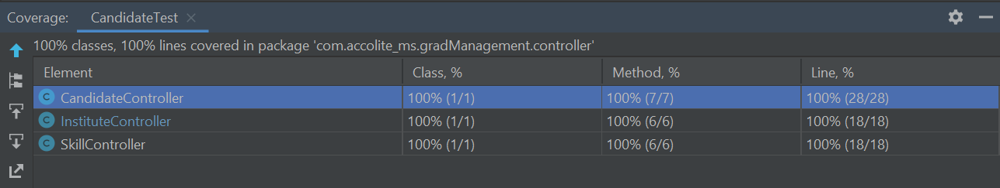 Coverage: CandidateTest
100% classes, 100% lines covered in package 'com.accolite_ms.gradManagement.controller'
Element Class, % Method, % Line, %
C CandidateController 100% (1/1) 100% (7/7) 100% (28/28)
C InstituteController 100% (1/1) 100% (6/6) 100% (18/18)
C SkillController 100% (1/1) 100% (6/6) 100% (18/18)